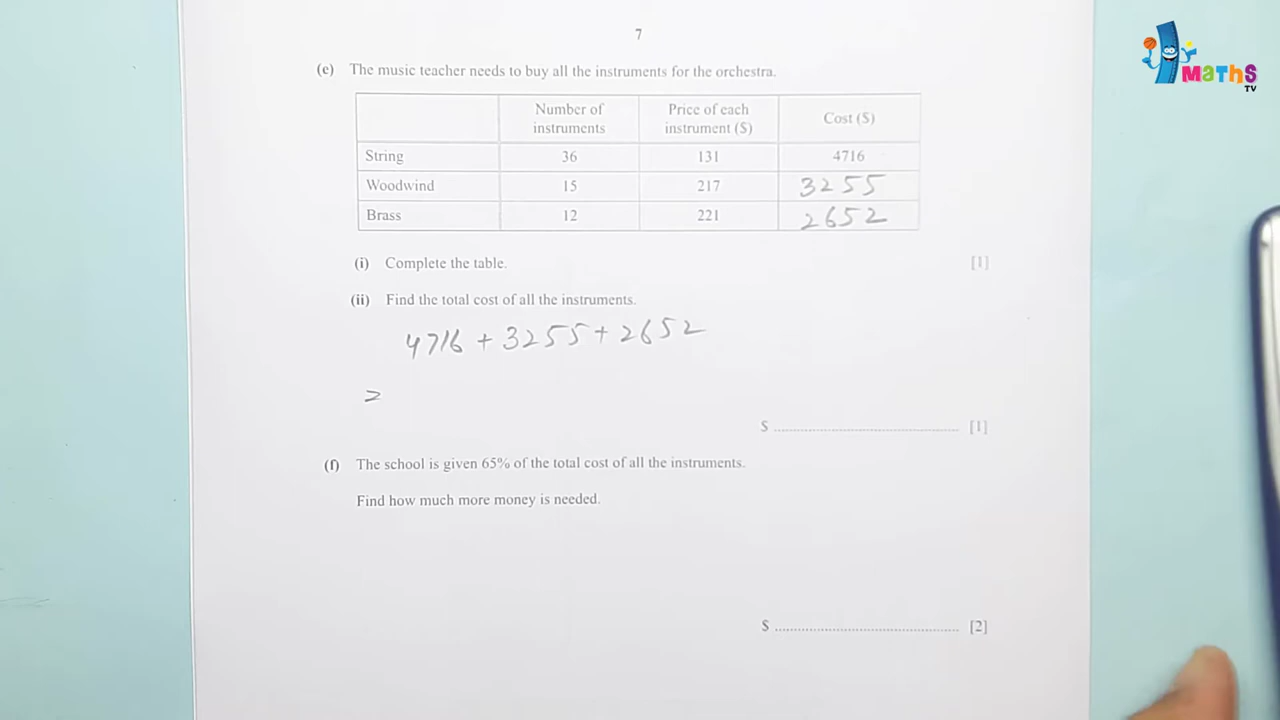 7
MaTHS
TV
(e) The music teacher needs to buy all the instruments for the orchestra.
Number of instruments Price of each instrument ($) Cost ($)
String 36 131 4716
Woodwind 15 217 3255
Brass 12 221 2652
(i) Complete the table. [1]
(ii) Find the total cost of all the instruments.
4716 + 3255 + 2652
=
$ .................................................. [1]
(f) The school is given 65% of the total cost of all the instruments.
Find how much more money is needed.
$ .................................................. [2]